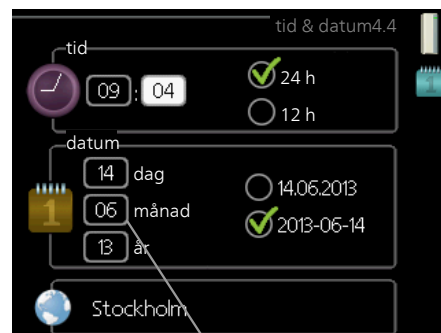 tid & datum4.4
tid
09 : 04
24 h
12 h
datum
14 dag
06 månad
13 år
14.06.2013
2013-06-14
1
Stockholm